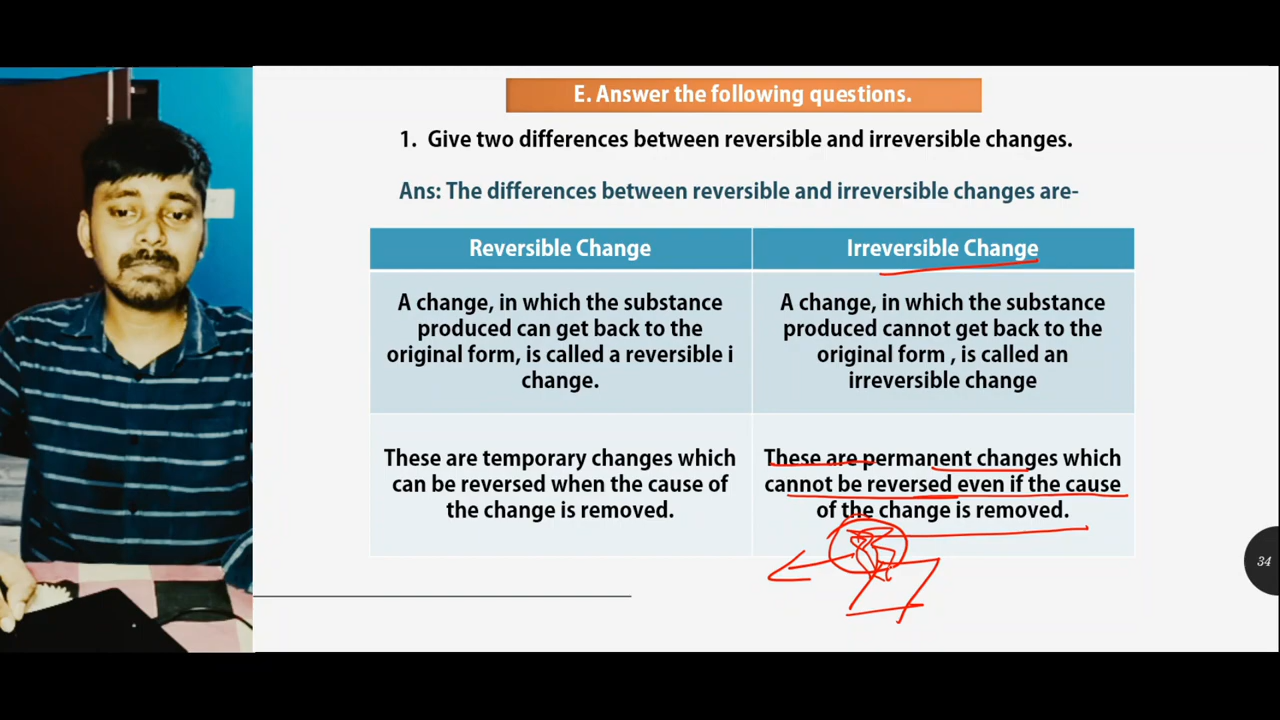 E. Answer the following questions.
1. Give two differences between reversible and irreversible changes.
Ans: The differences between reversible and irreversible changes are-
Reversible Change
Irreversible Change
A change, in which the substance
produced can get back to the
original form, is called a reversible i
change.
A change, in which the substance
produced cannot get back to the
original form , is called an
irreversible change
These are temporary changes which
can be reversed when the cause of
the change is removed.
These are permanent changes which
cannot be reversed even if the cause
of the change is removed.
34